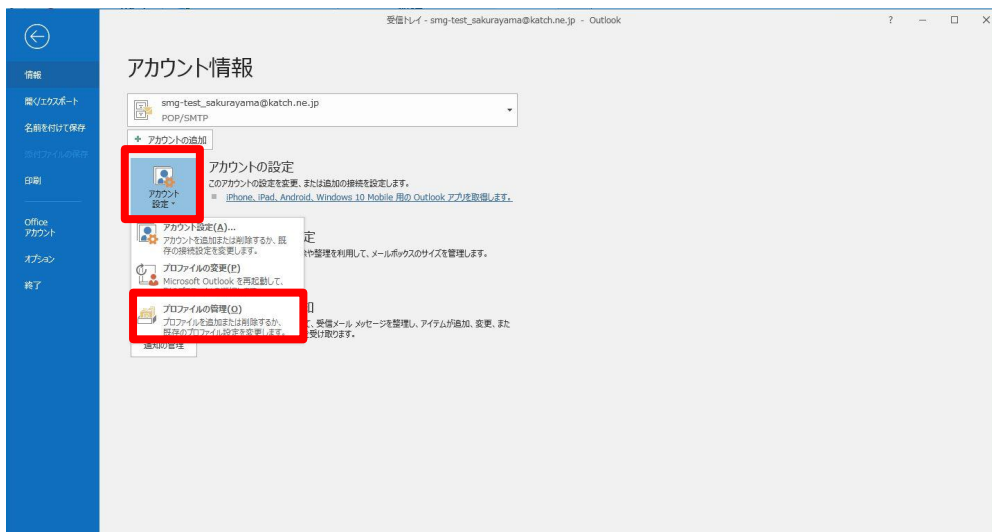 受信トレイ - smg-test_sakurayama@katch.ne.jp - Outlook
?
情報
開く/エクスポート
名前を付けて保存
添付ファイルの保存
印刷
Office
アカウント
オプション
終了
アカウント情報
smg-test_sakurayama@katch.ne.jp
POP/SMTP
+ アカウントの追加
アカウント
設定
アカウントの設定
このアカウントの設定を変更、または追加の接続を設定します。
iPhone、iPad、Android、Windows 10 Mobile 用の Outlook アプリを取得します。
アカウント設定(A)...
アカウントを追加または削除するか、既
存の接続設定を変更します。
定
や整理を利用して、メールボックスのサイズを管理します。
プロファイルの変更(P)
Microsoft Outlook を再起動して、
プロファイルの管理(O)
プロファイルを追加または削除するか、
既存のプロファイル設定を変更します。
、受信メール メッセージを整理し、アイテムが追加、変更、また
を受け取ります。
通知の管理